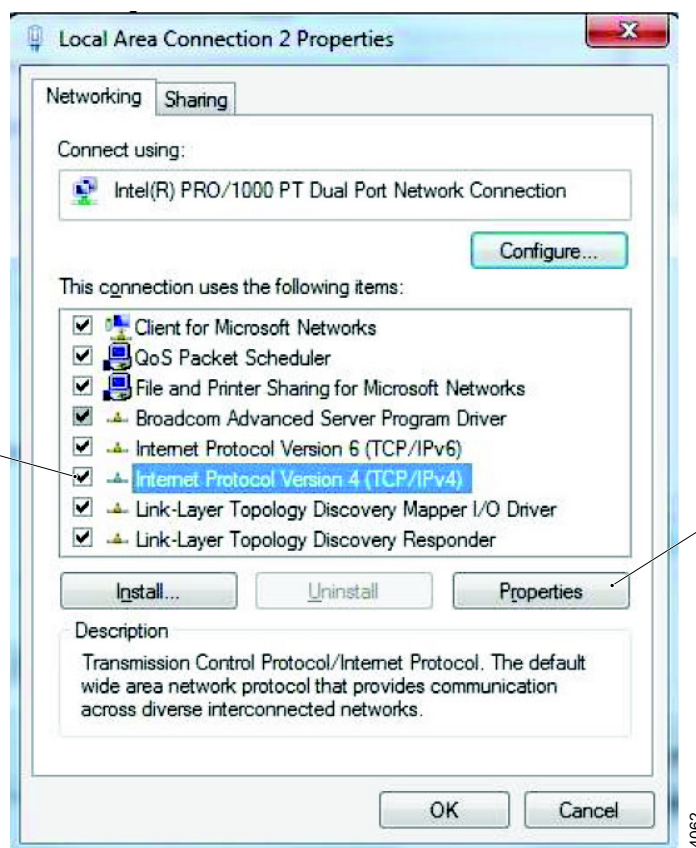 Local Area Connection 2 Properties
Networking
Sharing
Connect using:
Intel(R) PRO/1000 PT Dual Port Network Connection
Configure...
This connection uses the following items:
Client for Microsoft Networks
QoS Packet Scheduler
File and Printer Sharing for Microsoft Networks
Broadcom Advanced Server Program Driver
Internet Protocol Version 6 (TCP/IPv6)
Internet Protocol Version 4 (TCP/IPv4)
Link-Layer Topology Discovery Mapper I/O Driver
Link-Layer Topology Discovery Responder
Install...
Uninstall
Properties
Description
Transmission Control Protocol/Internet Protocol. The default
wide area network protocol that provides communication
across diverse interconnected networks.
OK
Cancel